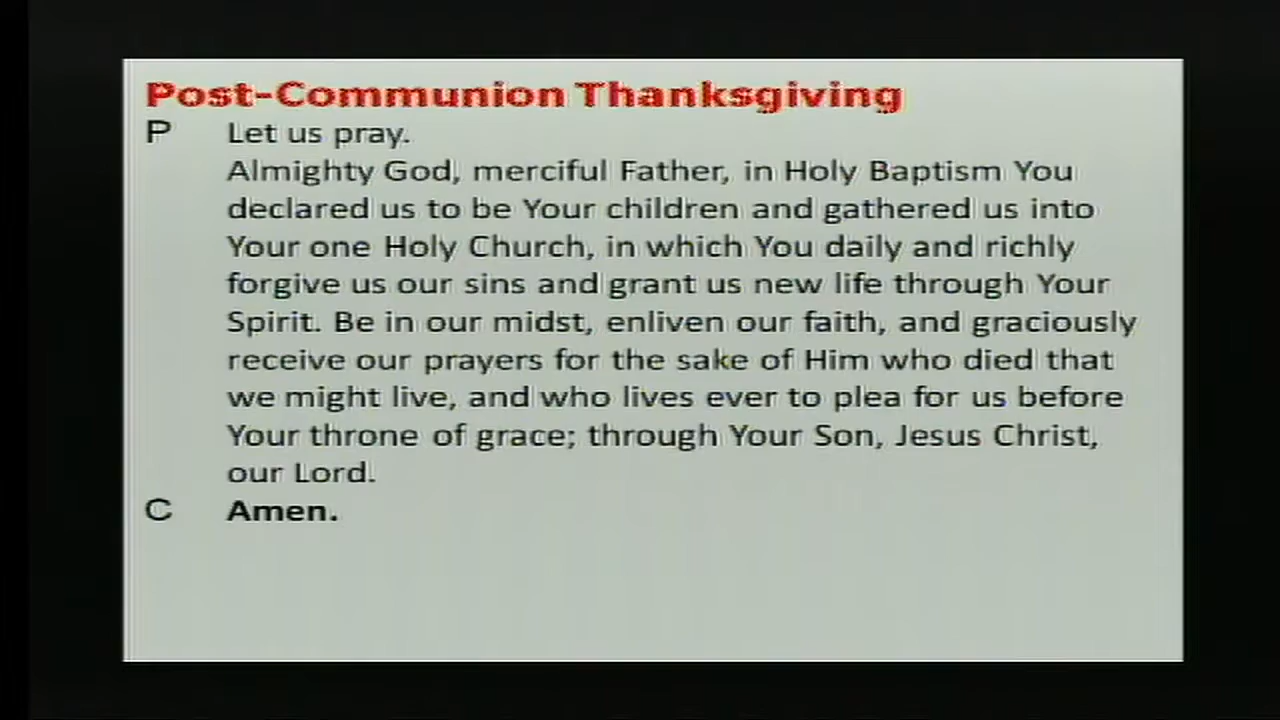 Post-Communion Thanksgiving
P Let us pray.
Almighty God, merciful Father, in Holy Baptism You
declared us to be Your children and gathered us into
Your one Holy Church, in which You daily and richly
forgive us our sins and grant us new life through Your
Spirit. Be in our midst, enliven our faith, and graciously
receive our prayers for the sake of Him who died that
we might live, and who lives ever to plea for us before
Your throne of grace; through Your Son, Jesus Christ,
our Lord.
C Amen.